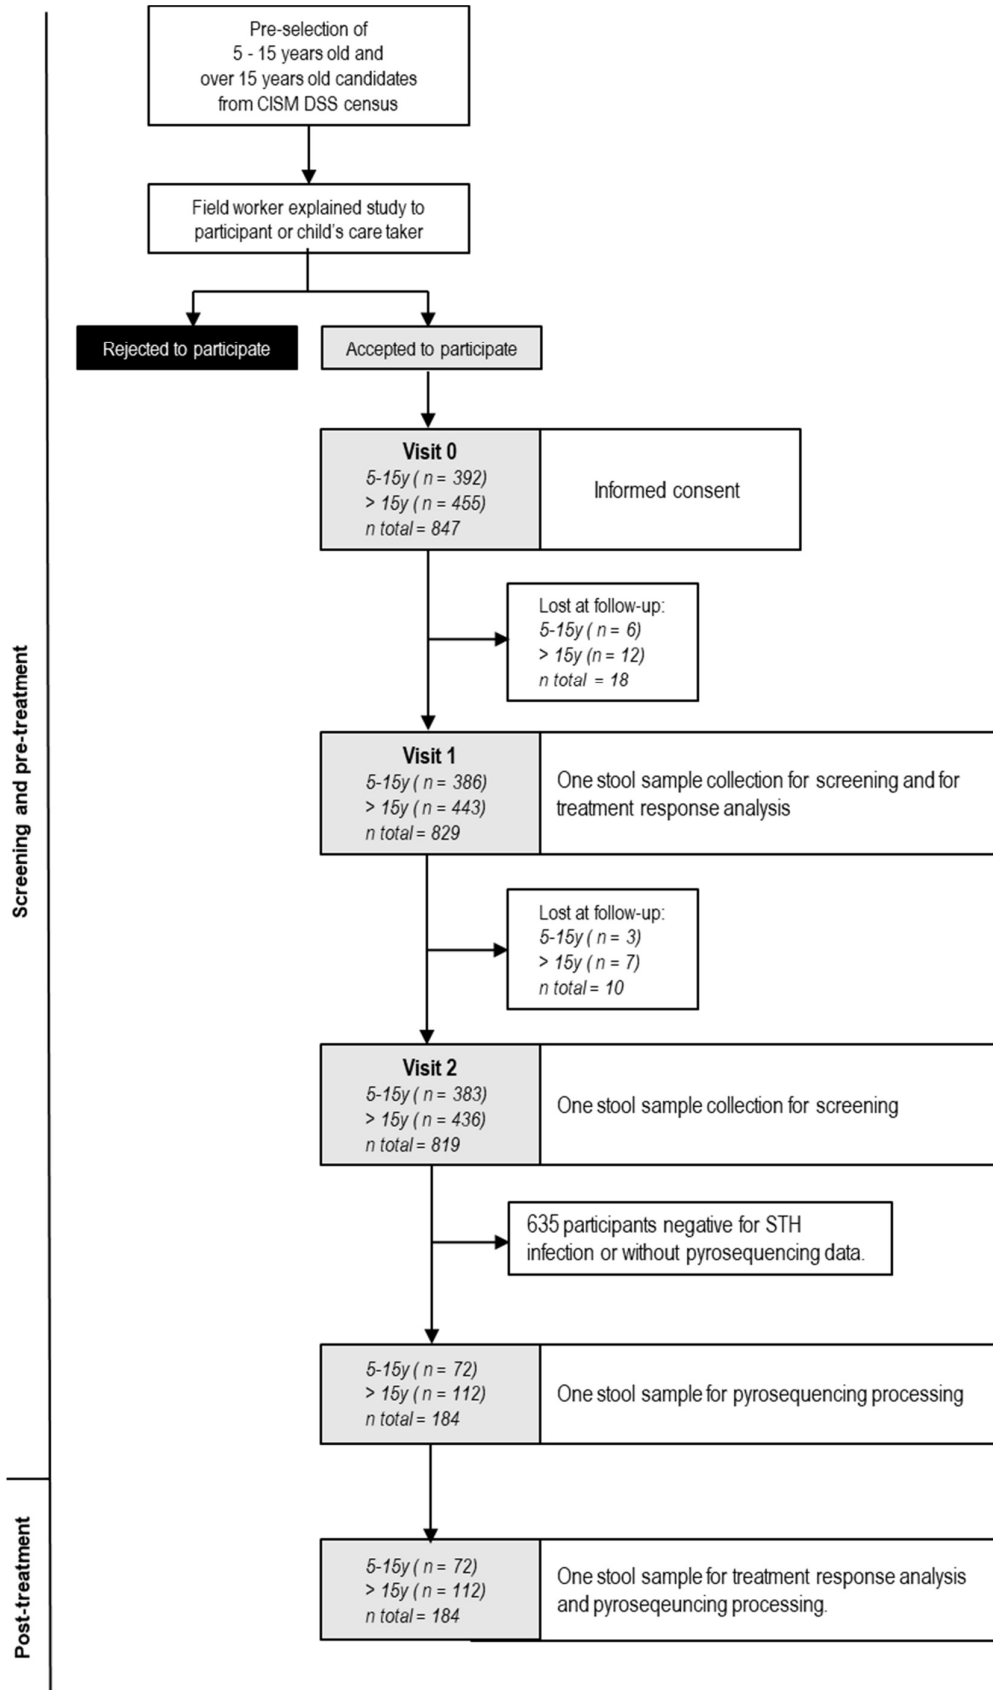 Pre-selection of
5 - 15 years old and
over 15 years old candidates
from CISM DSS census
Field worker explained study to
participant or child's care taker
Rejected to participate
Accepted to participate
Visit 0
5-15y ( n = 392)
> 15y ( n = 455)
n total = 847
Informed consent
Lost at follow-up:
5-15y ( n = 6)
> 15y (n = 12)
n total = 18
Screening and pre-treatment
Visit 1
5-15y ( n = 386)
> 15y ( n = 443)
n total = 829
One stool sample collection for screening and for
treatment response analysis
Lost at follow-up:
5-15y ( n = 3)
> 15y ( n = 7)
n total = 10
Visit 2
5-15y ( n = 383)
> 15y ( n = 436)
n total = 819
One stool sample collection for screening
635 participants negative for STH
infection or without pyrosequencing data.
5-15y ( n = 72)
> 15y ( n = 112)
n total = 184
One stool sample for pyrosequencing processing
Post-treatment
5-15y ( n = 72)
> 15y ( n = 112)
n total = 184
One stool sample for treatment response analysis
and pyroseqeuncing processing.